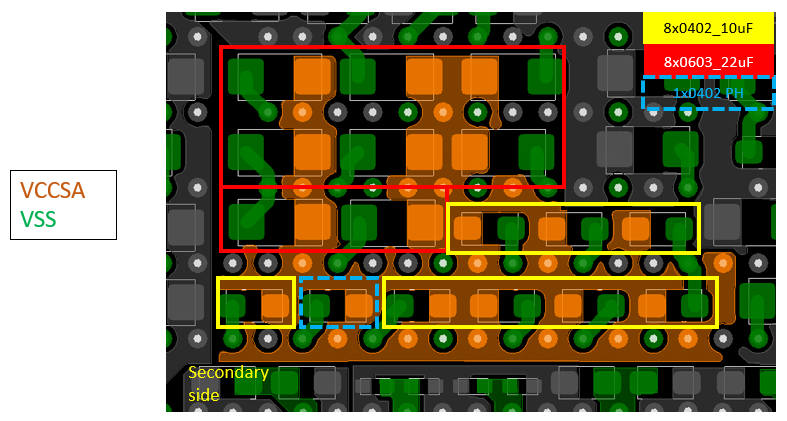 8x0402_10uF
8x0603_22uF
1x0402 PH
VCCSA
VSS
Secondary
side